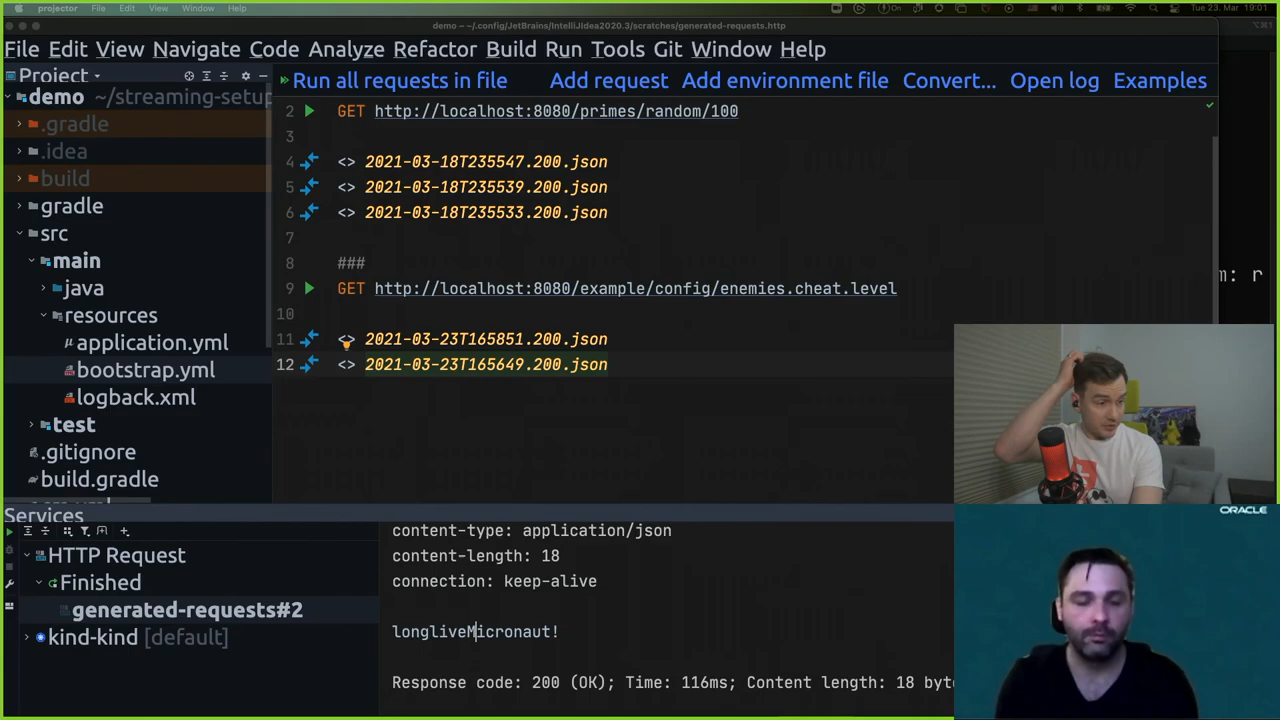 projector File Edit View Window Help Tue 23. Mar 19:01
demo – ~/.config/JetBrains/IntelliJIdea2020.3/scratches/generated-requests.http
File Edit View Navigate Code Analyze Refactor Build Run Tools Git Window Help
Project
Run all requests in file Add request Add environment file Convert... Open log Examples
demo ~/streaming-setup
.gradle
.idea
build
gradle
src
main
java
resources
application.yml
bootstrap.yml
logback.xml
test
.gitignore
build.gradle
2 GET http://localhost:8080/primes/random/100
3
4 <> 2021-03-18T235547.200.json
5 <> 2021-03-18T235539.200.json
6 <> 2021-03-18T235533.200.json
7
8 ###
9 GET http://localhost:8080/example/config/enemies.cheat.level
10
11 <> 2021-03-23T165851.200.json
12 <> 2021-03-23T165649.200.json
m: r
Services
HTTP Request
Finished
generated-requests#2
kind-kind [default]
content-type: application/json
content-length: 18
connection: keep-alive
longliveMicronaut!
Response code: 200 (OK); Time: 116ms; Content length: 18 byt
ORACLE